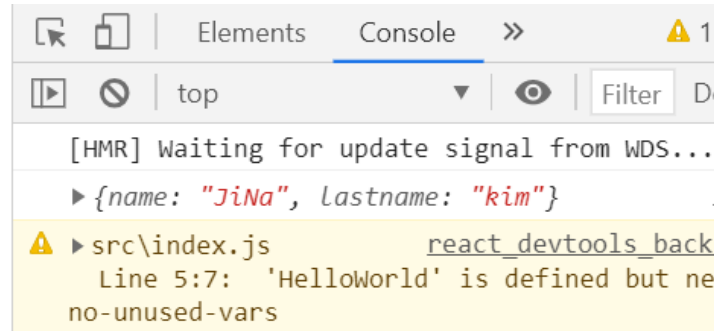 Elements Console » 1
top Filter
[HMR] Waiting for update signal from WDS...
{name: "JiNa", lastname: "kim"}
src\index.js react_devtools_back
Line 5:7: 'HelloWorld' is defined but ne
no-unused-vars